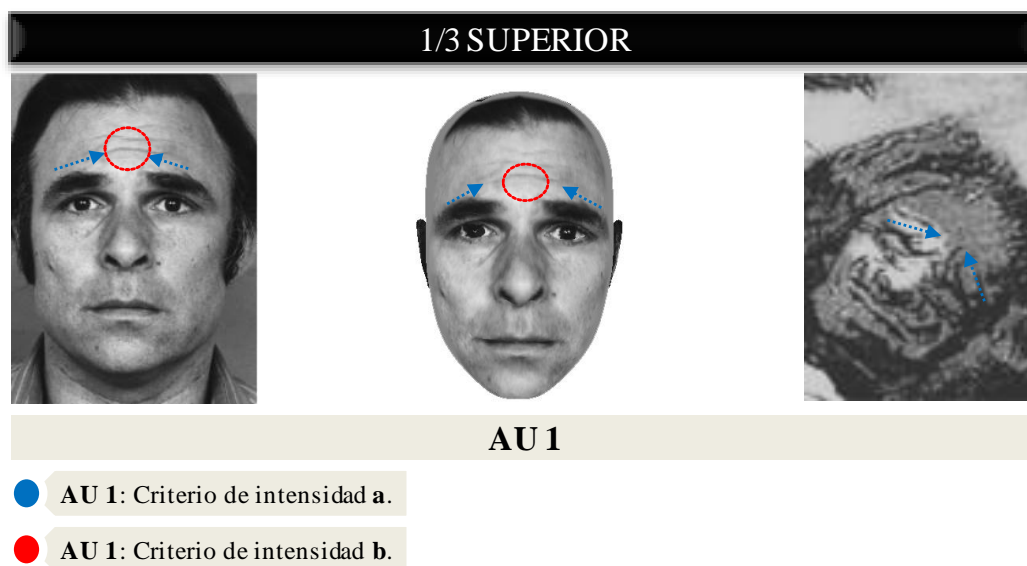 1/3 SUPERIOR
AU 1
AU 1: Criterio de intensidad a.
AU 1: Criterio de intensidad b.